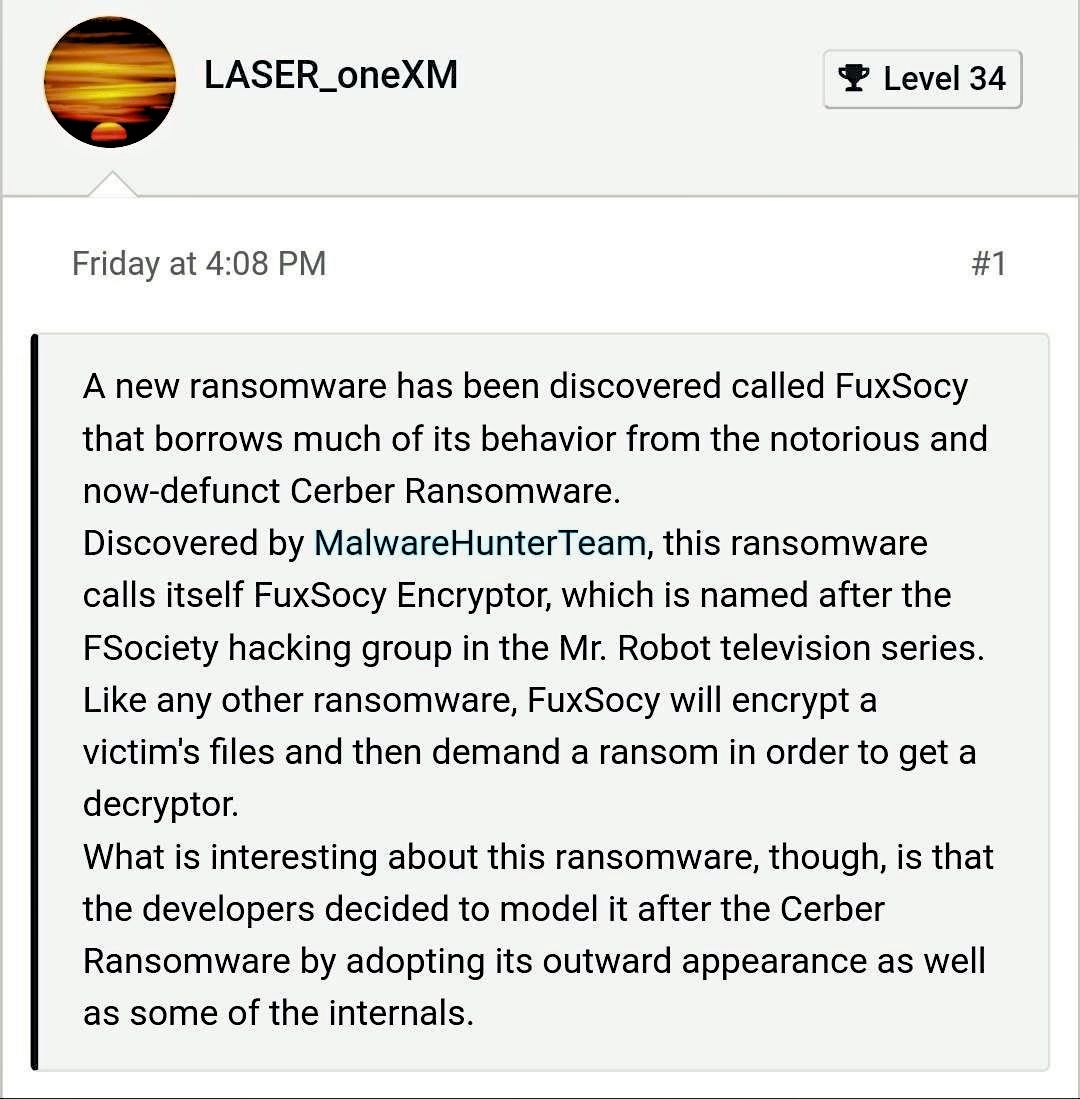 LASER_oneXM
Level 34
Friday at 4:08 PM
#1
A new ransomware has been discovered called FuxSocy
that borrows much of its behavior from the notorious and
now-defunct Cerber Ransomware.
Discovered by MalwareHunterTeam, this ransomware
calls itself FuxSocy Encryptor, which is named after the
FSociety hacking group in the Mr. Robot television series.
Like any other ransomware, FuxSocy will encrypt a
victim's files and then demand a ransom in order to get a
decryptor.
What is interesting about this ransomware, though, is that
the developers decided to model it after the Cerber
Ransomware by adopting its outward appearance as well
as some of the internals.